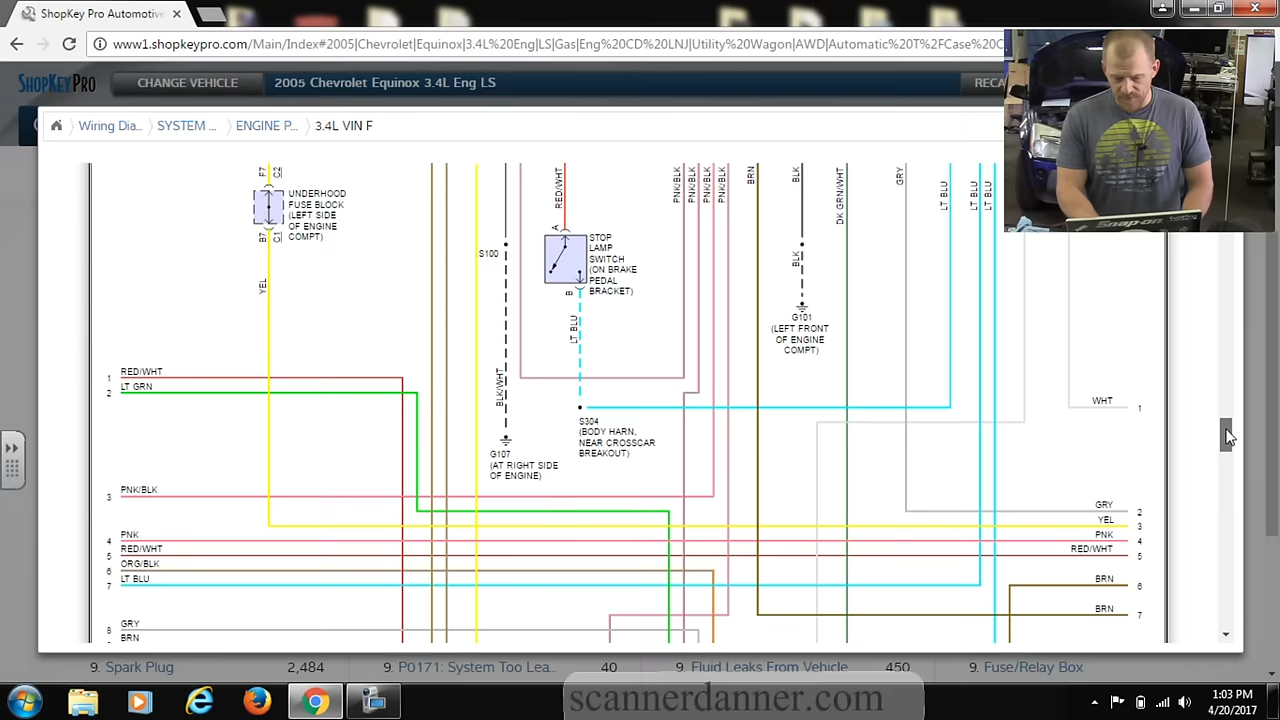 ShopKey Pro Automotive
www1.shopkeypro.com/Main/Index#2005|Chevrolet|Equinox|3.4L%20Eng|LS|Gas|Eng%20CD%20LNJ|Utility%20Wagon|AWD|Automatic%20T%2FCase%20C
SHOPKEYPRO CHANGE VEHICLE 2005 Chevrolet Equinox 3.4L Eng LS RECA
Wiring Dia... SYSTEM ... ENGINE P... 3.4L VIN F
F7 C2
UNDERHOOD
FUSE BLOCK
(LEFT SIDE
OF ENGINE
COMPT)
B7 C1
YEL
S100
BLK/WHT
G107
(AT RIGHT SIDE
OF ENGINE)
RED/WHT
A
STOP
LAMP
SWITCH
(ON BRAKE
PEDAL
BRACKET)
B
LT BLU
S304
(BODY HARN,
NEAR CROSSCAR
BREAKOUT)
PNK/BLK
PNK/BLK
PNK/BLK
PNK/BLK
BRN
BLK
BLK
G101
(LEFT FRONT
OF ENGINE
COMPT)
DK GRN/WHT
GRY
LT BLU
LT BLU
LT BLU
1 RED/WHT
2 LT GRN
3 PNK/BLK
4 PNK
5 RED/WHT
6 ORG/BLK
7 LT BLU
8 GRY
BRN
WHT 1
GRY 2
YEL 3
PNK 4
RED/WHT 5
BRN 6
BRN 7
Snap-on
9. Spark Plug 2,484 9. P0171: System Too Lea... 40 9. Fluid Leaks From Vehicle 450 9. Fuse/Relay Box
scannerdanner.com
1:03 PM
4/20/2017